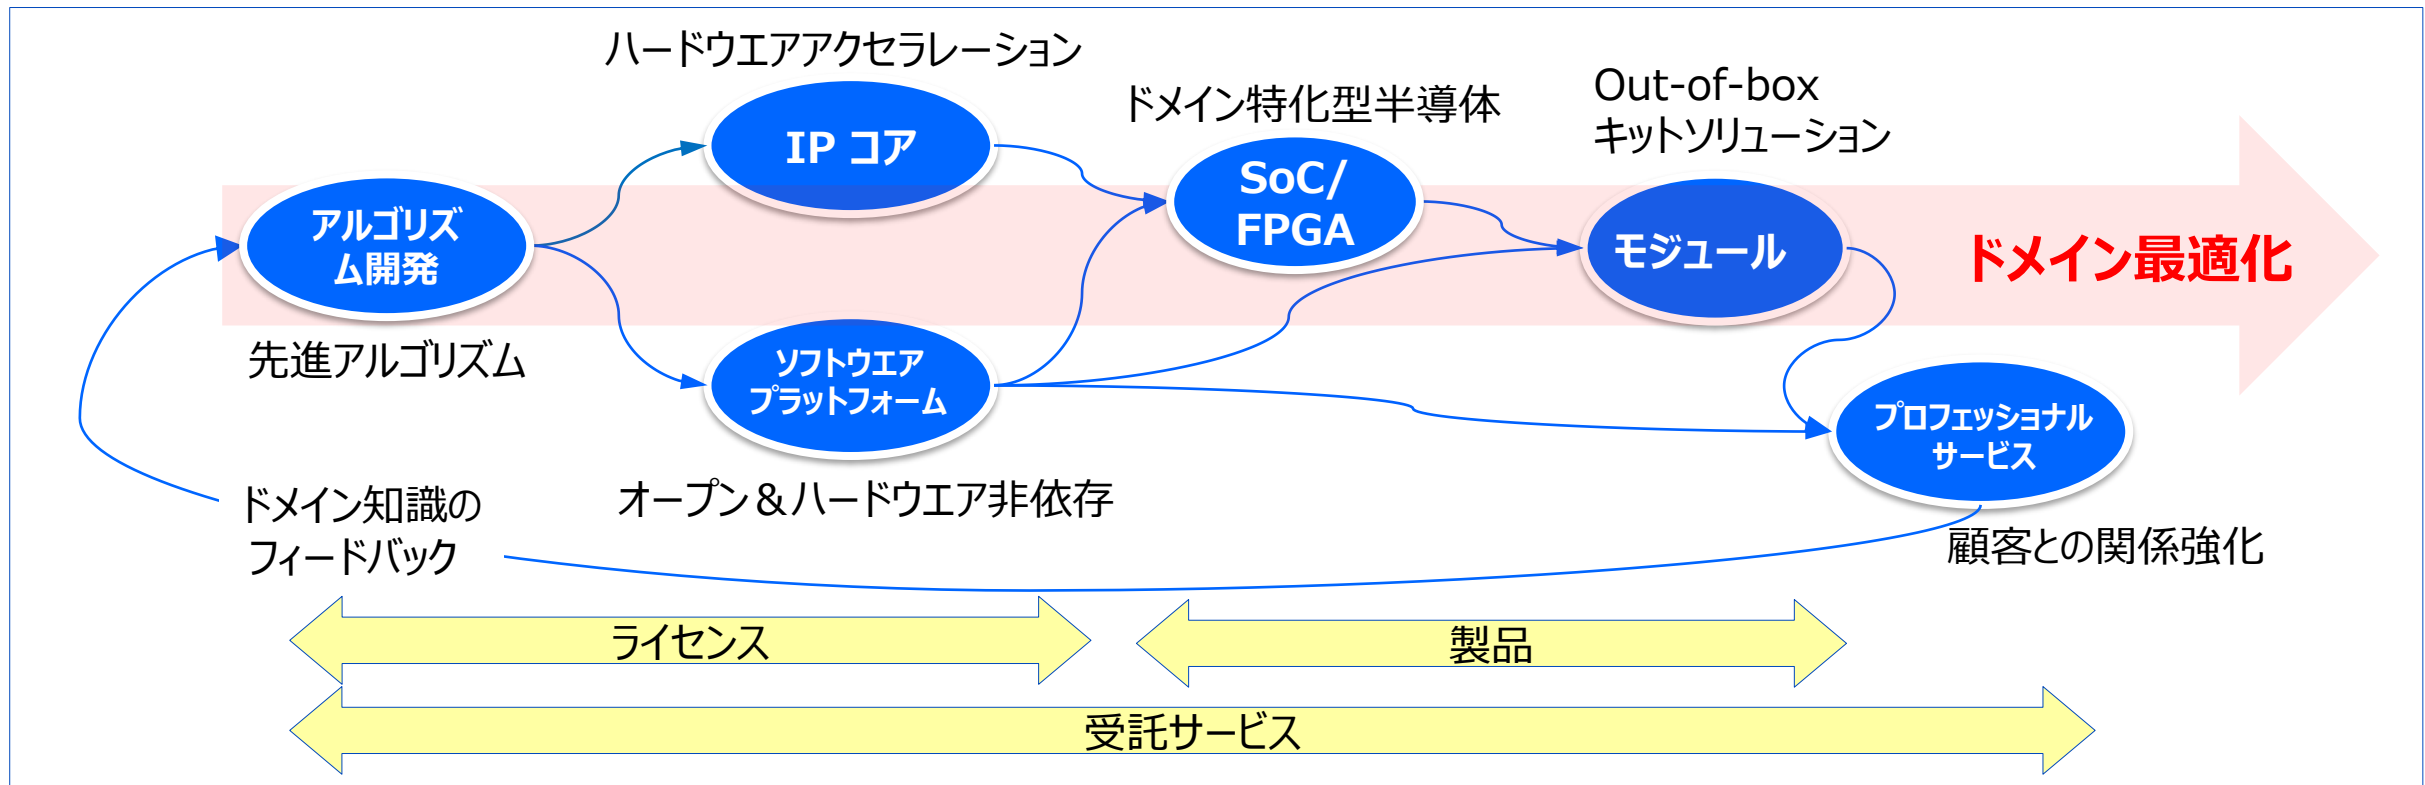 ハードウエアアクセラレーション
IP コア
ドメイン特化型半導体
Out-of-box
キットソリューション
SoC/
FPGA
アルゴリズ
ム開発
モジュール
ドメイン最適化
先進アルゴリズム
ソフトウエア
プラットフォーム
プロフェッショナル
サービス
ドメイン知識の
フィードバック
オープン＆ハードウエア非依存
顧客との関係強化
ライセンス
製品
受託サービス